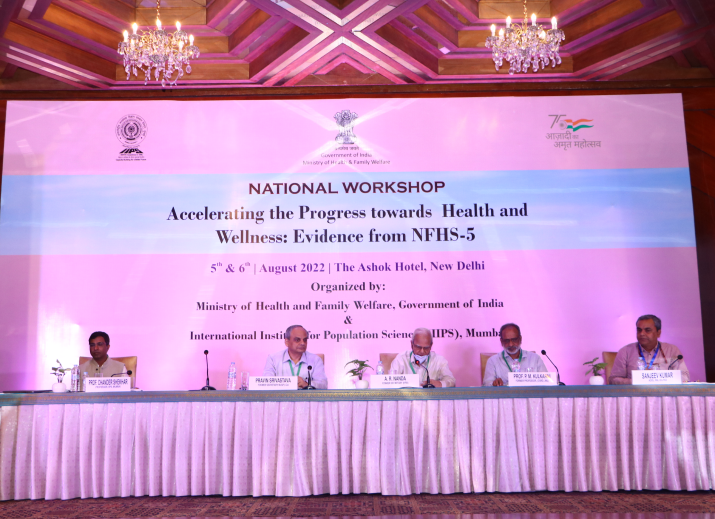 IIPS
आज़ादी का
अमृत महोत्सव
Government of India
Ministry of Health & Family Welfare
NATIONAL WORKSHOP
Accelerating the Progress towards Health and
Wellness: Evidence from NFHS-5
5th & 6th | August 2022 | The Ashok Hotel, New Delhi
Organized by:
Ministry of Health and Family Welfare, Government of India
&
International Institute for Population Sciences (IIPS), Mumbai
PROF. CHANDER SHEKHAR
PRAVIN SRIVASTAVA
A. R. NANDA
PROF. P. M. KULKARNI
SANJEEV KUMAR